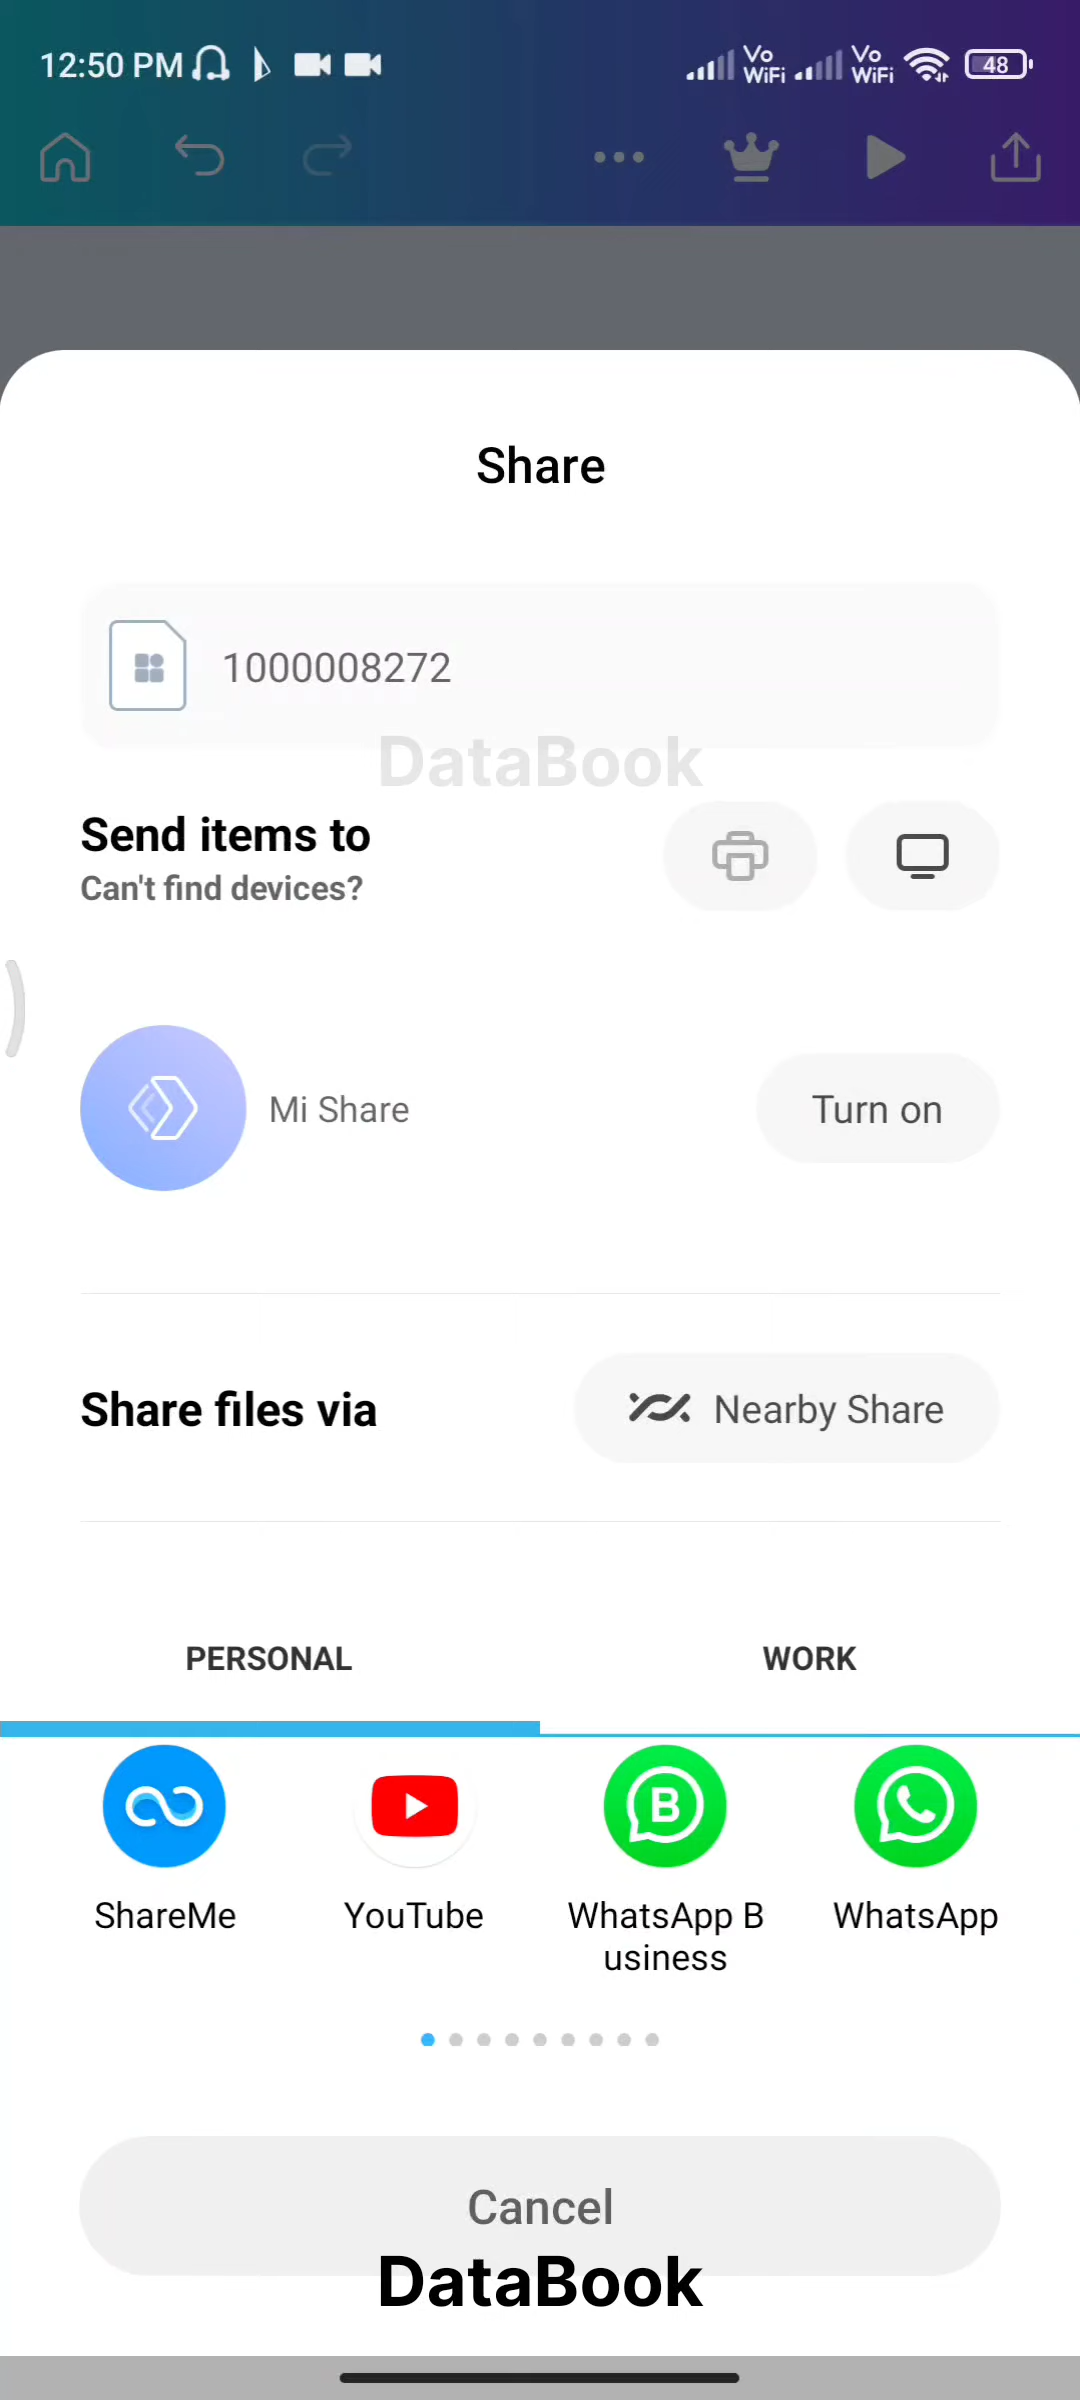 12:50 PM
Vo WiFi
Vo WiFi
48
Share
1000008272
DataBook
Send items to
Can't find devices?
Mi Share
Turn on
Share files via
Nearby Share
PERSONAL
WORK
ShareMe
YouTube
WhatsApp B
usiness
WhatsApp
Cancel
DataBook